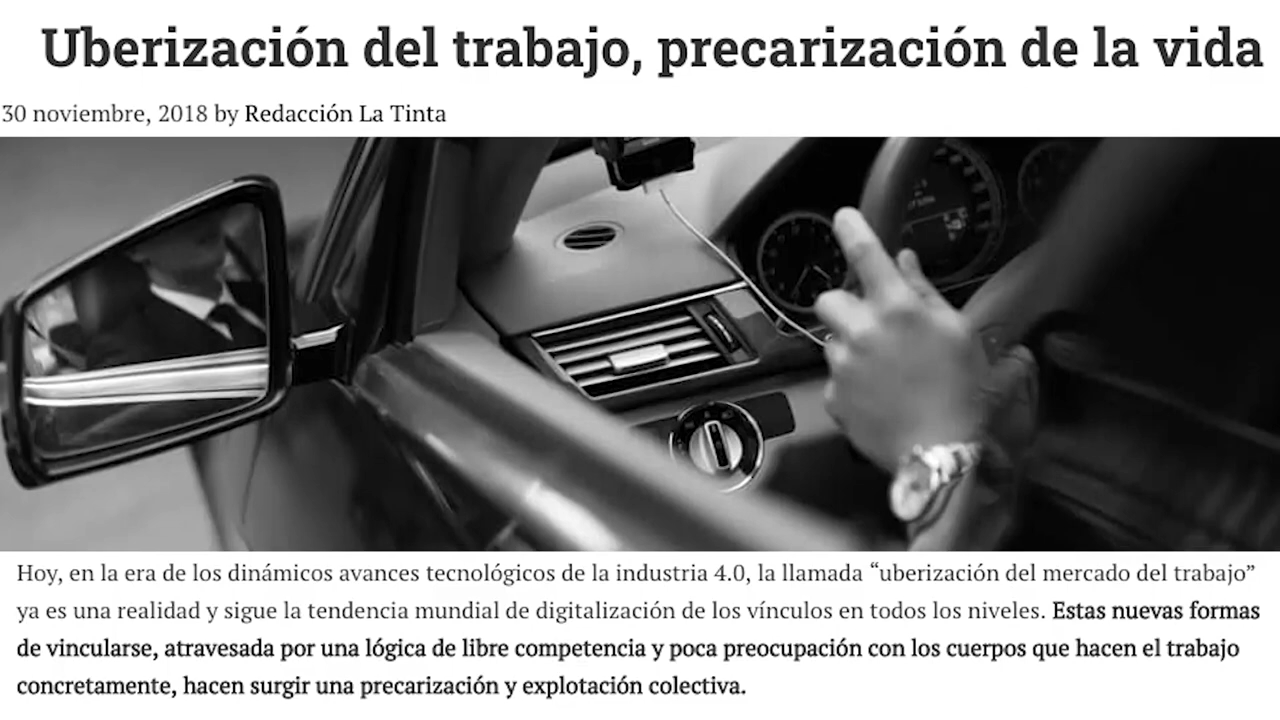 Uberización del trabajo, precarización de la vida
30 noviembre, 2018 by Redacción La Tinta
Hoy, en la era de los dinámicos avances tecnológicos de la industria 4.0, la llamada “uberización del mercado del trabajo”
ya es una realidad y sigue la tendencia mundial de digitalización de los vínculos en todos los niveles. Estas nuevas formas
de vincularse, atravesada por una lógica de libre competencia y poca preocupación con los cuerpos que hacen el trabajo
concretamente, hacen surgir una precarización y explotación colectiva.